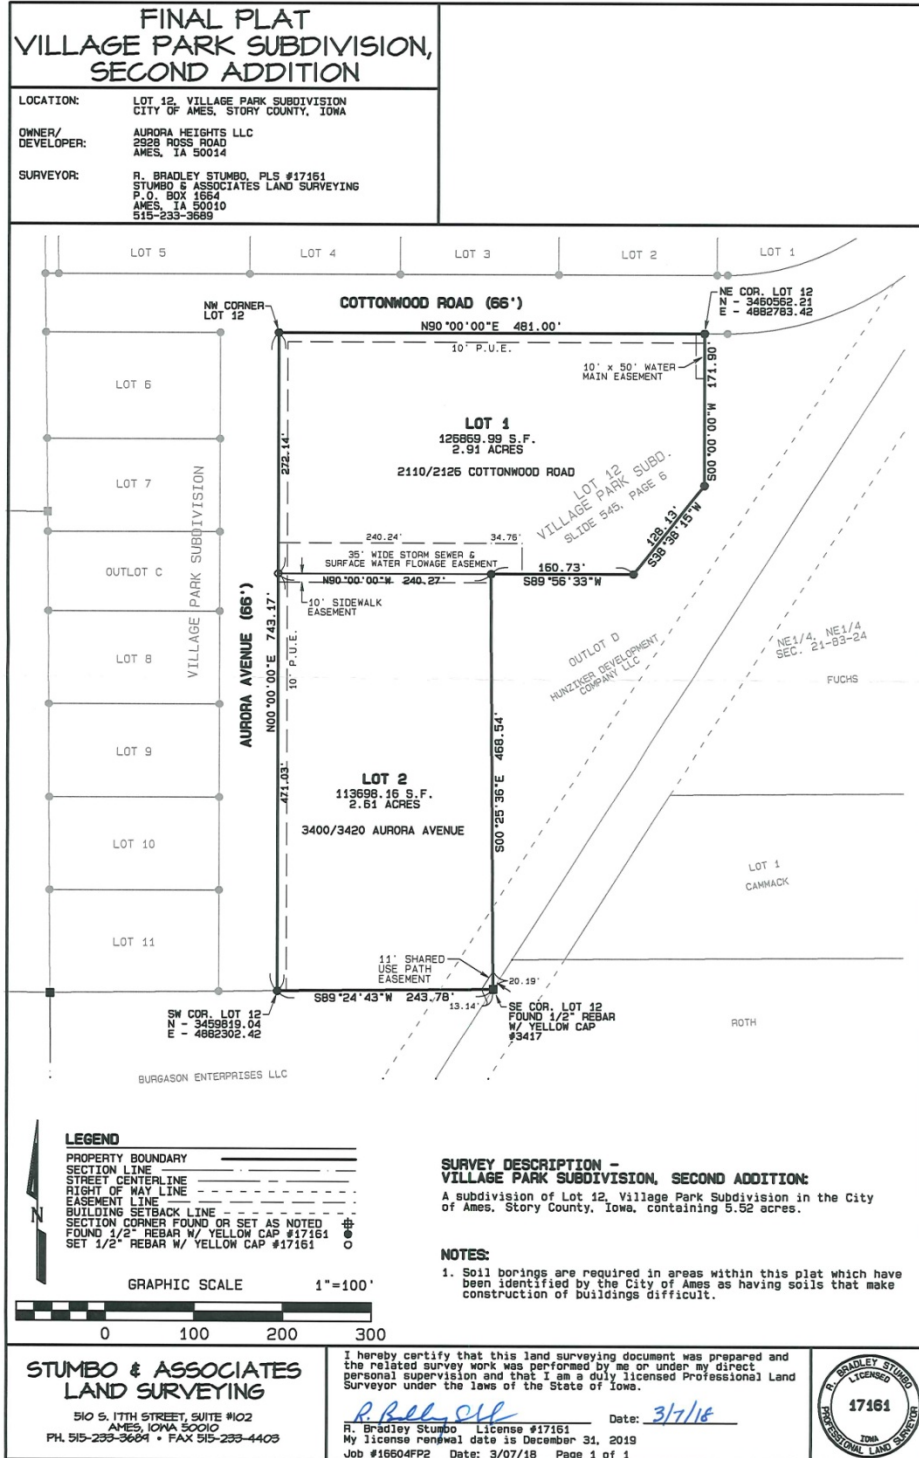 FINAL PLAT
VILLAGE PARK SUBDIVISION,
SECOND ADDITION
LOCATION: LOT 12, VILLAGE PARK SUBDIVISION
CITY OF AMES, STORY COUNTY, IOWA
OWNER/ AURORA HEIGHTS LLC
DEVELOPER: 2928 ROSS ROAD
AMES, IA 50014
SURVEYOR: R. BRADLEY STUMBO, PLS #17161
STUMBO & ASSOCIATES LAND SURVEYING
P.O. BOX 1664
AMES, IA 50010
515-233-3689
LOT 5
LOT 4
LOT 3
LOT 2
LOT 1
NW CORNER
LOT 12
COTTONWOOD ROAD (66')
NE COR. LOT 12
N - 3460562.21
E - 4882783.42
N90°00'00"E 481.00'
10' P.U.E.
10' x 50' WATER
MAIN EASEMENT
S00°00'00"W 171.90'
LOT 6
LOT 7
OUTLOT C
LOT 8
LOT 9
LOT 10
LOT 11
VILLAGE PARK SUBDIVISION
272.14'
LOT 1
126869.99 S.F.
2.91 ACRES
2110/2126 COTTONWOOD ROAD
LOT 12
VILLAGE PARK SUBD.
SLIDE 545, PAGE 6
128.13'
S38°38'15"W
240.24'
34.76'
35' WIDE STORM SEWER &
SURFACE WATER FLOWAGE EASEMENT
N90°00'00"W 240.27'
160.73'
S89°56'33"W
10' SIDEWALK
EASEMENT
AURORA AVENUE (66')
N00°00'00"E 743.17'
10' P.U.E.
471.03'
OUTLOT D
HUNZIKER DEVELOPMENT
COMPANY LLC
NE1/4, NE1/4
SEC. 21-83-24
FUCHS
S00°25'36"E 468.54'
LOT 2
113698.16 S.F.
2.61 ACRES
3400/3420 AURORA AVENUE
LOT 1
CAMMACK
11' SHARED
USE PATH
EASEMENT
20.19'
S89°24'43"W 243.78'
13.14'
SW COR. LOT 12
N - 3459819.04
E - 4882302.42
SE COR. LOT 12
FOUND 1/2" REBAR
W/ YELLOW CAP
#3417
ROTH
BURGASON ENTERPRISES LLC
N
LEGEND
PROPERTY BOUNDARY
SECTION LINE
STREET CENTERLINE
RIGHT OF WAY LINE
EASEMENT LINE
BUILDING SETBACK LINE
SECTION CORNER FOUND OR SET AS NOTED
FOUND 1/2" REBAR W/ YELLOW CAP #17161
SET 1/2" REBAR W/ YELLOW CAP #17161
GRAPHIC SCALE 1"=100'
0 100 200 300
SURVEY DESCRIPTION -
VILLAGE PARK SUBDIVISION, SECOND ADDITION:
A subdivision of Lot 12, Village Park Subdivision in the City
of Ames, Story County, Iowa, containing 5.52 acres.
NOTES:
1. Soil borings are required in areas within this plat which have
been identified by the City of Ames as having soils that make
construction of buildings difficult.
STUMBO & ASSOCIATES
LAND SURVEYING
510 S. 17TH STREET, SUITE #102
AMES, IOWA 50010
PH. 515-233-3689 • FAX 515-233-4403
I hereby certify that this land surveying document was prepared and
the related survey work was performed by me or under my direct
personal supervision and that I am a duly licensed Professional Land
Surveyor under the laws of the State of Iowa.
Date: 3/7/18
R. Bradley Stumbo License #17161
My license renewal date is December 31, 2019
Job #16604FP2 Date: 3/07/18 Page 1 of 1
R. BRADLEY STUMBO
LICENSED
17161
IOWA
PROFESSIONAL LAND SURVEYOR